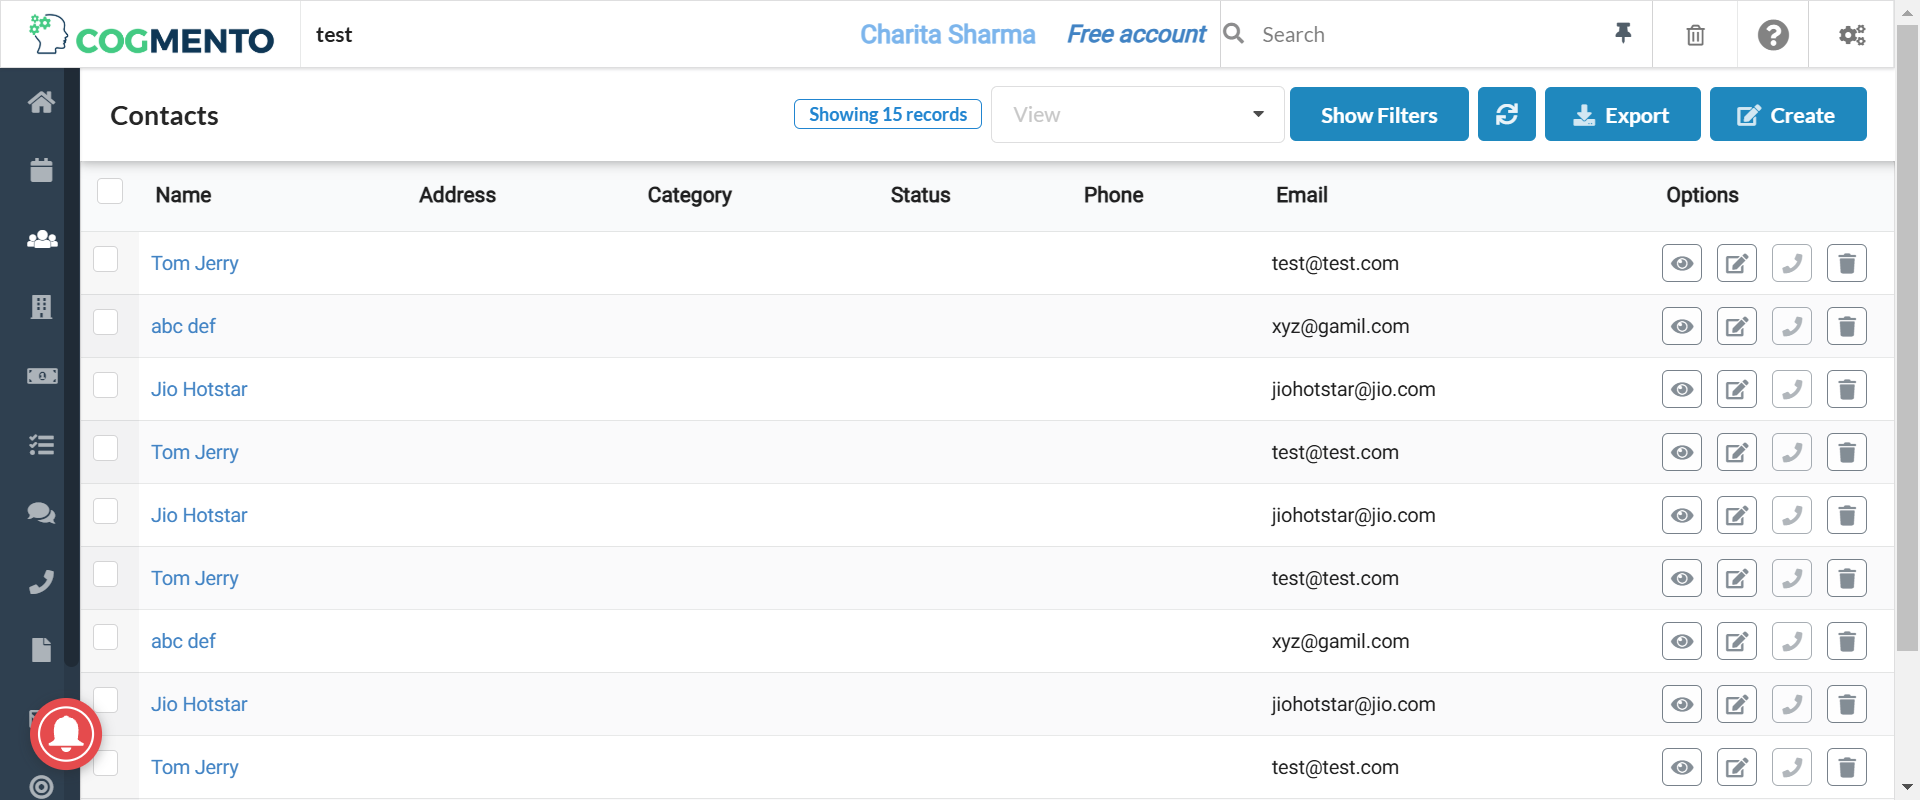 COGMENTO test Charita Sharma Free account Search
Contacts Showing 15 records View Show Filters Export Create
Name Address Category Status Phone Email Options
Tom Jerry test@test.com
abc def xyz@gamil.com
Jio Hotstar jiohotstar@jio.com
Tom Jerry test@test.com
Jio Hotstar jiohotstar@jio.com
Tom Jerry test@test.com
abc def xyz@gamil.com
Jio Hotstar jiohotstar@jio.com
Tom Jerry test@test.com